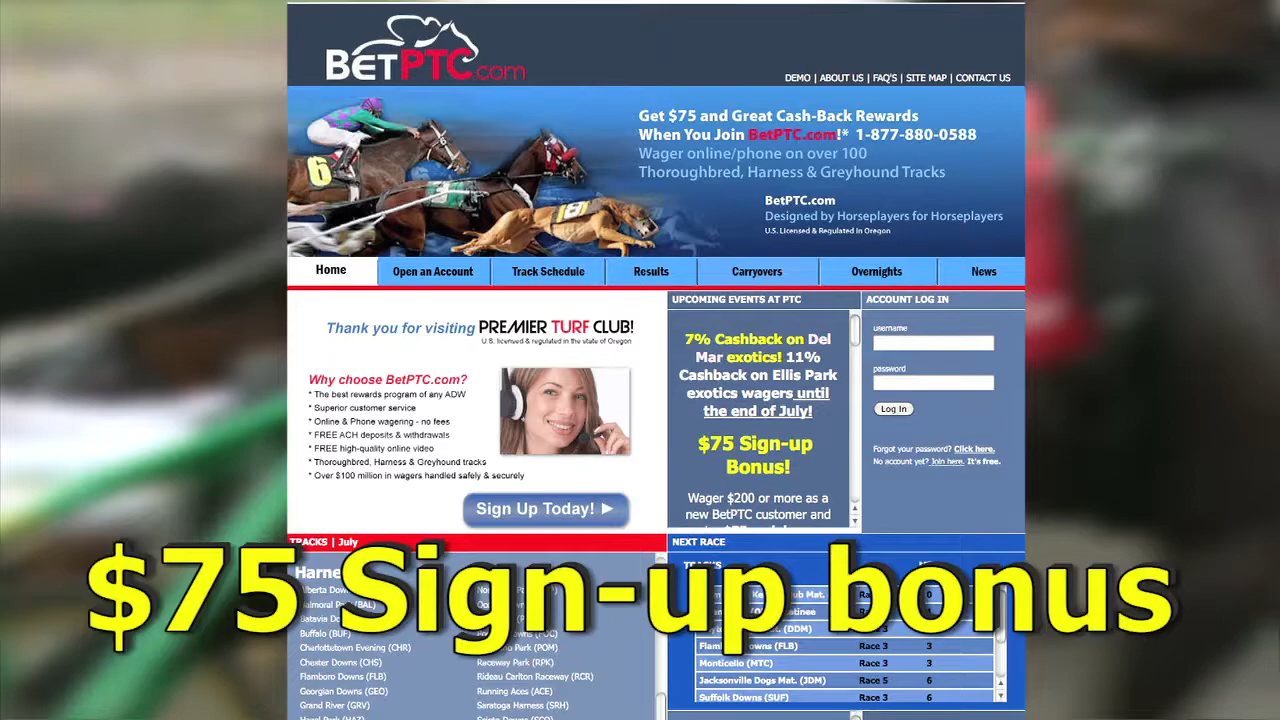 BETPTC.com
DEMO | ABOUT US | FAQ'S | SITE MAP | CONTACT US
Get $75 and Great Cash-Back Rewards
When You Join BetPTC.com!* 1-877-880-0588
Wager online/phone on over 100
Thoroughbred, Harness & Greyhound Tracks
BetPTC.com
Designed by Horseplayers for Horseplayers
U.S. Licensed & Regulated in Oregon
6
8
Home
Open an Account
Track Schedule
Results
Carryovers
Overnights
News
Thank you for visiting PREMIER TURF CLUB!
U.S. licensed & regulated in the state of Oregon
Why choose BetPTC.com?
* The best rewards program of any ADW
* Superior customer service
* Online & Phone wagering - no fees
* FREE ACH deposits & withdrawals
* FREE high-quality online video
* Thoroughbred, Harness & Greyhound tracks
* Over $100 million in wagers handled safely & securely
Sign Up Today!
UPCOMING EVENTS AT PTC
7% Cashback on Del
Mar exotics! 11%
Cashback on Ellis Park
exotics wagers until
the end of July!
$75 Sign-up
Bonus!
Wager $200 or more as a
new BetPTC customer and
ACCOUNT LOG IN
username
password
Log In
Forgot your password? Click here.
No account yet? Join here. It's free.
TRACKS | July
$75 Sign-up bonus
Buffalo (BUF)
Charlottetown Evening (CHR)
Chester Downs (CHS)
Flamboro Downs (FLB)
Georgian Downs (GEO)
Grand River (GRV)
Park (POM)
Raceway Park (RPK)
Rideau Carlton Raceway (RCR)
Running Aces (ACE)
Saratoga Harness (SRH)
NEXT RACE
Mat. (DDM)
Downs (FLB) Race 3 3
Monticello (MTC) Race 3 3
Jacksonville Dogs Mat. (JDM) Race 5 6
Suffolk Downs (SUF) Race 3 6